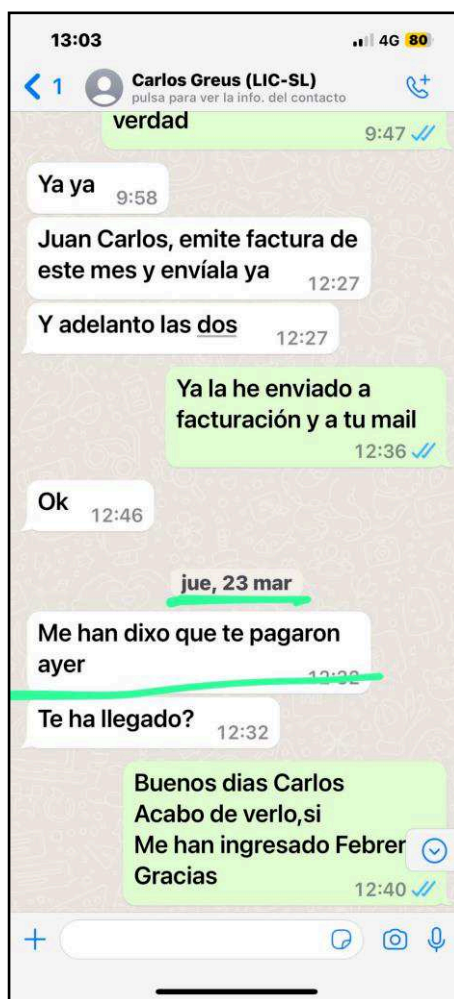 13:03
4G 80
1
Carlos Greus (LIC-SL)
pulsa para ver la info. del contacto
verdad
9:47
Ya ya
9:58
Juan Carlos, emite factura de
este mes y envíala ya
12:27
Y adelanto las dos
12:27
Ya la he enviado a
facturación y a tu mail
12:36
Ok
12:46
jue, 23 mar
Me han dixo que te pagaron
ayer
12:32
Te ha llegado?
12:32
Buenos dias Carlos
Acabo de verlo,si
Me han ingresado Febrer
Gracias
12:40